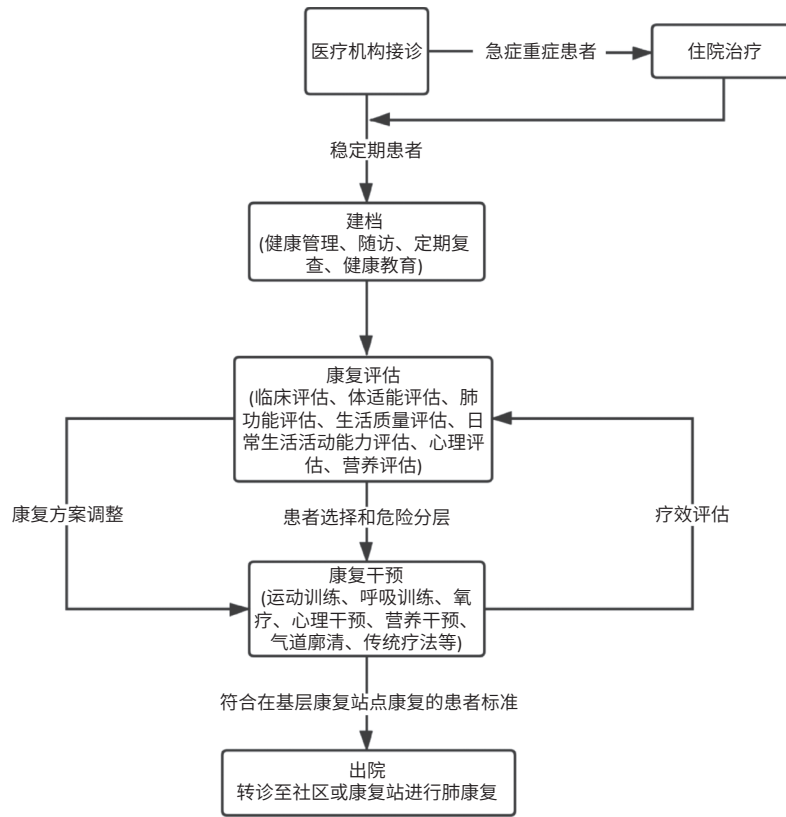 医疗机构接诊
急症重症患者
住院治疗
稳定期患者
建档
(健康管理、随访、定期复
查、健康教育)
康复评估
(临床评估、体适能评估、肺
功能评估、生活质量评估、日
常生活活动能力评估、心理评
估、营养评估)
康复方案调整
患者选择和危险分层
疗效评估
康复干预
(运动训练、呼吸训练、氧
疗、心理干预、营养干预、
气道廓清、传统疗法等)
符合在基层康复站点康复的患者标准
出院
转诊至社区或康复站进行肺康复